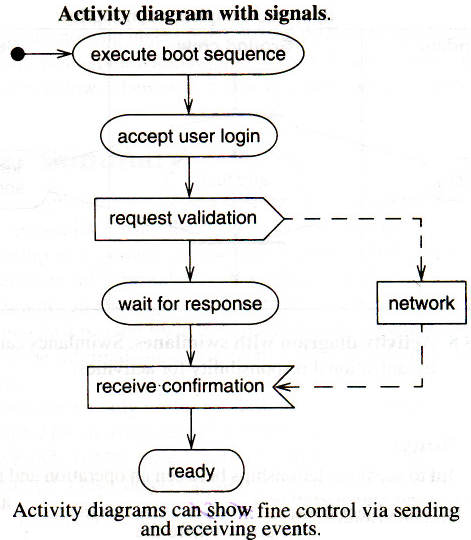 Activity diagram with signals.
execute boot sequence
accept user login
request validation
wait for response
network
receive confirmation
ready
Activity diagrams can show fine control via sending
and receiving events.